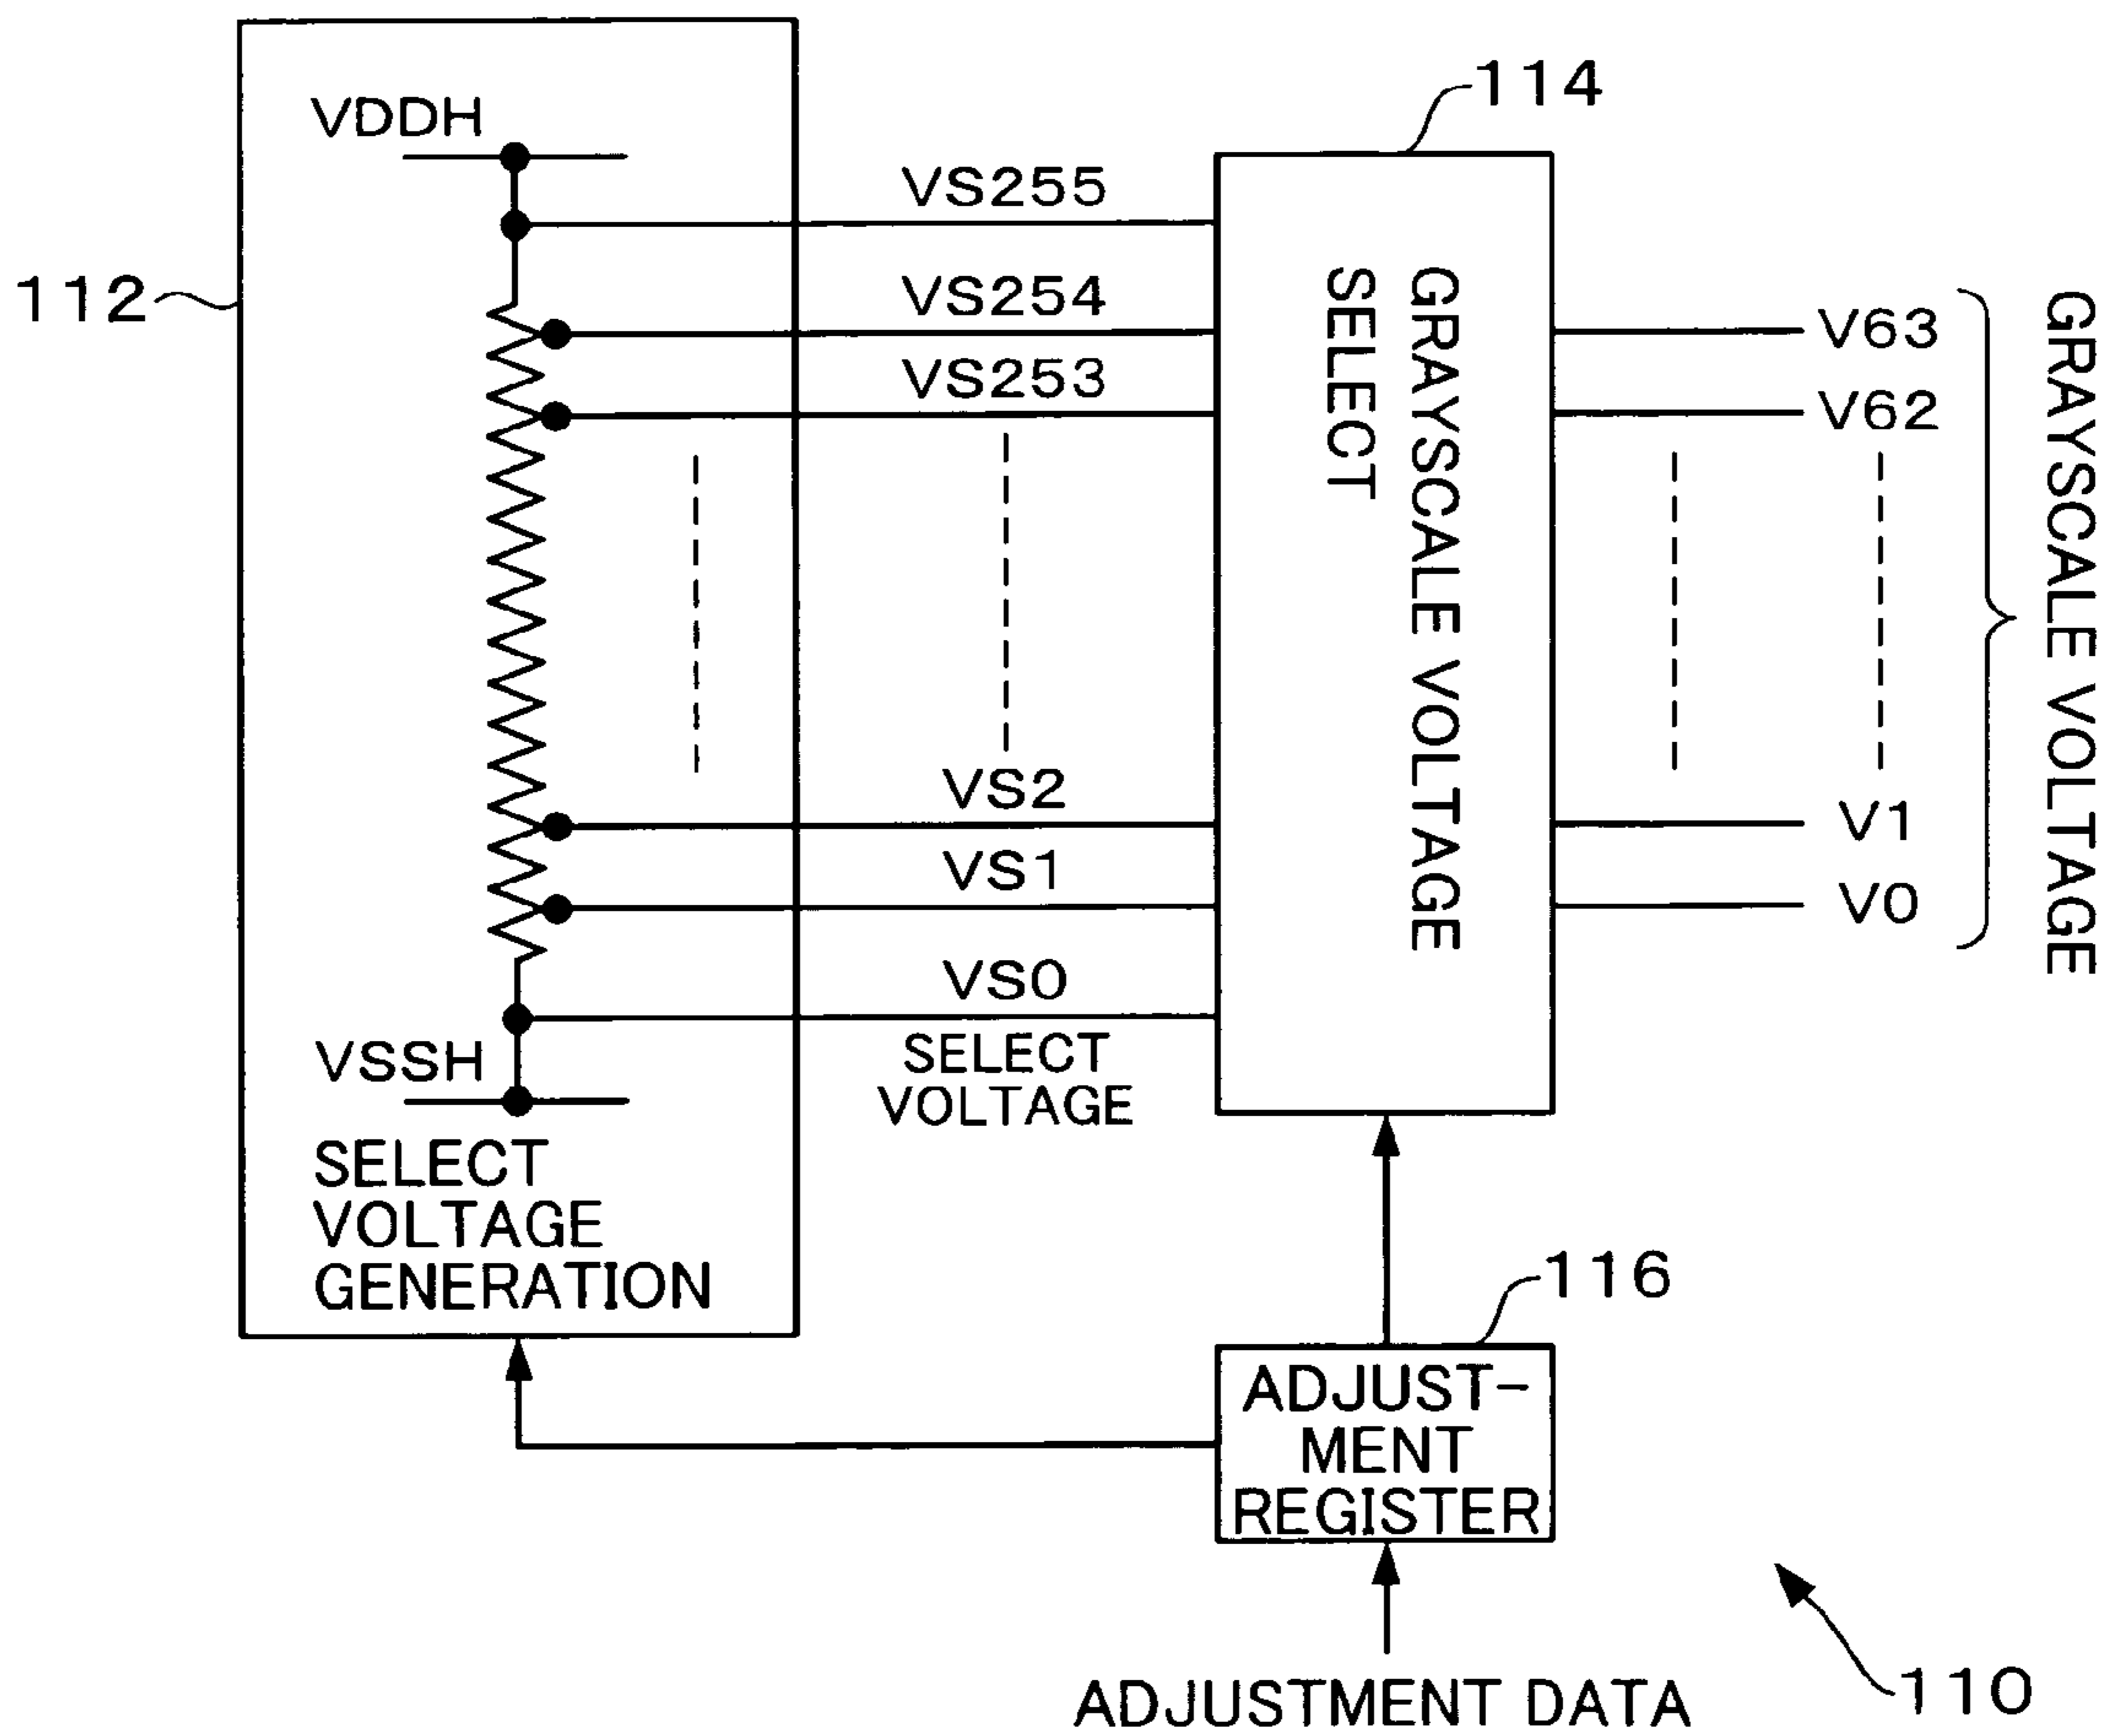 114
VDDH
VS255
112
VS254
VS253
GRAYSCALE VOLTAGE
SELECT
V63
V62
GRAYSCALE VOLTAGE
VS2
VS1
V1
V0
VS0
SELECT
VOLTAGE
VSSH
SELECT
VOLTAGE
GENERATION
116
ADJUST-
MENT
REGISTER
ADJUSTMENT DATA
110